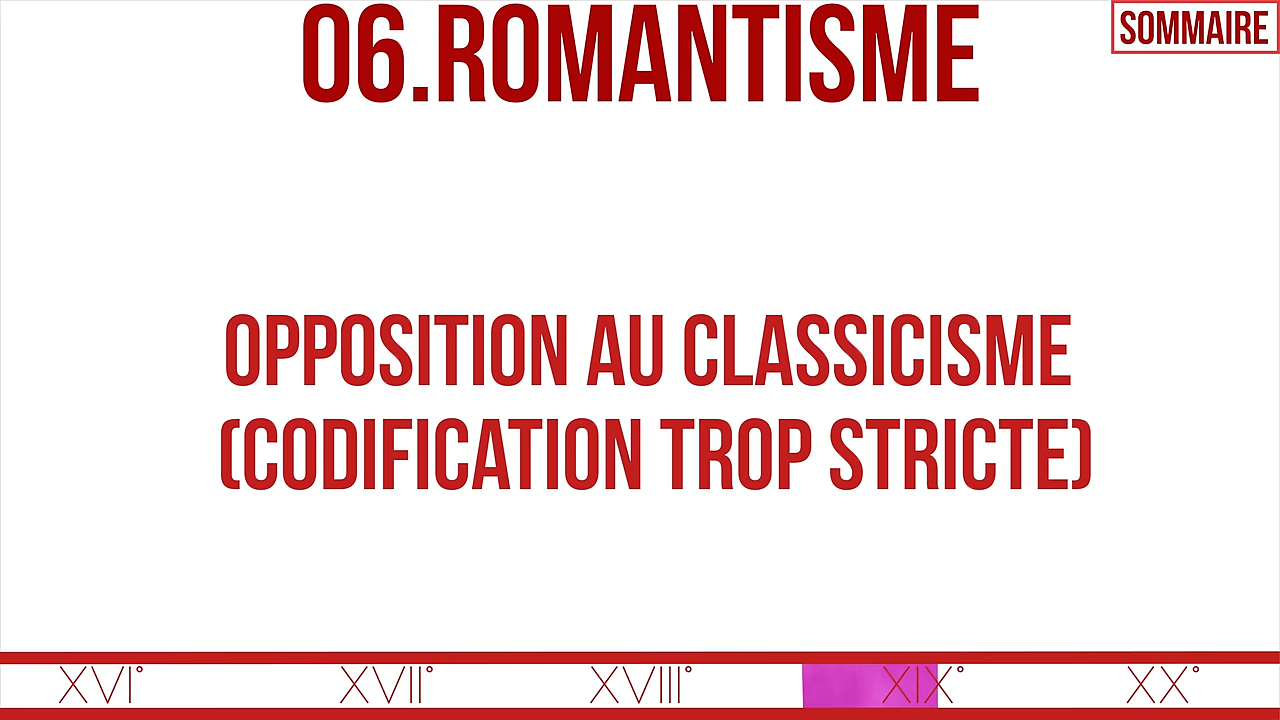 06.ROMANTISME
SOMMAIRE
OPPOSITION AU CLASSICISME
(CODIFICATION TROP STRICTE)
XVI° XVII° XVIII° XIX° XX°